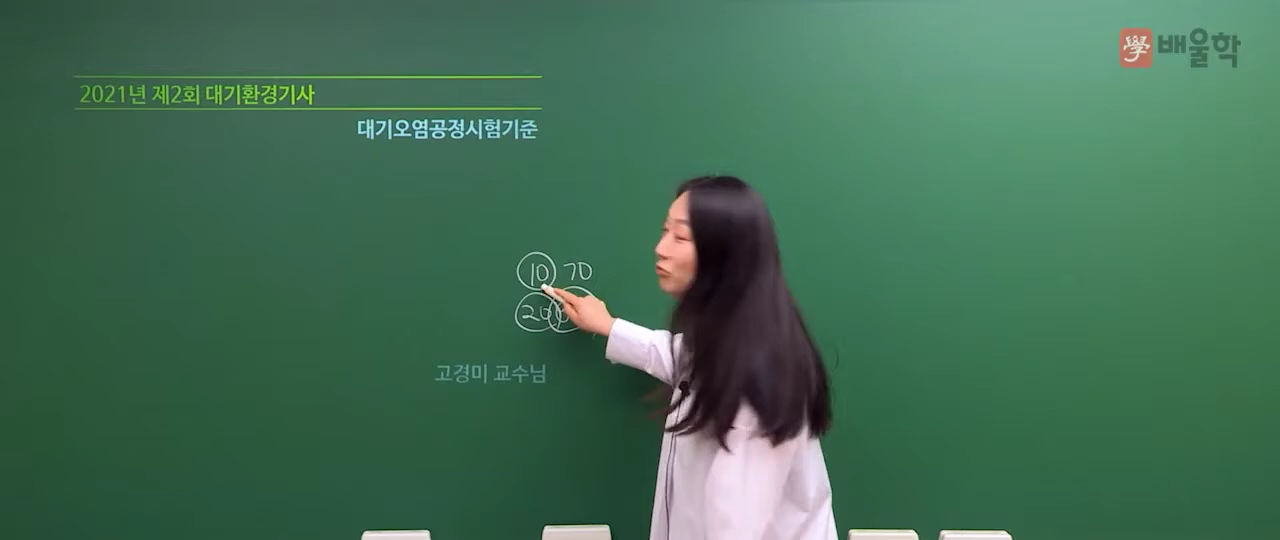 學 배울학
2021년 제2회 대기환경기사
대기오염공정시험기준
10 70
20
고경미 교수님